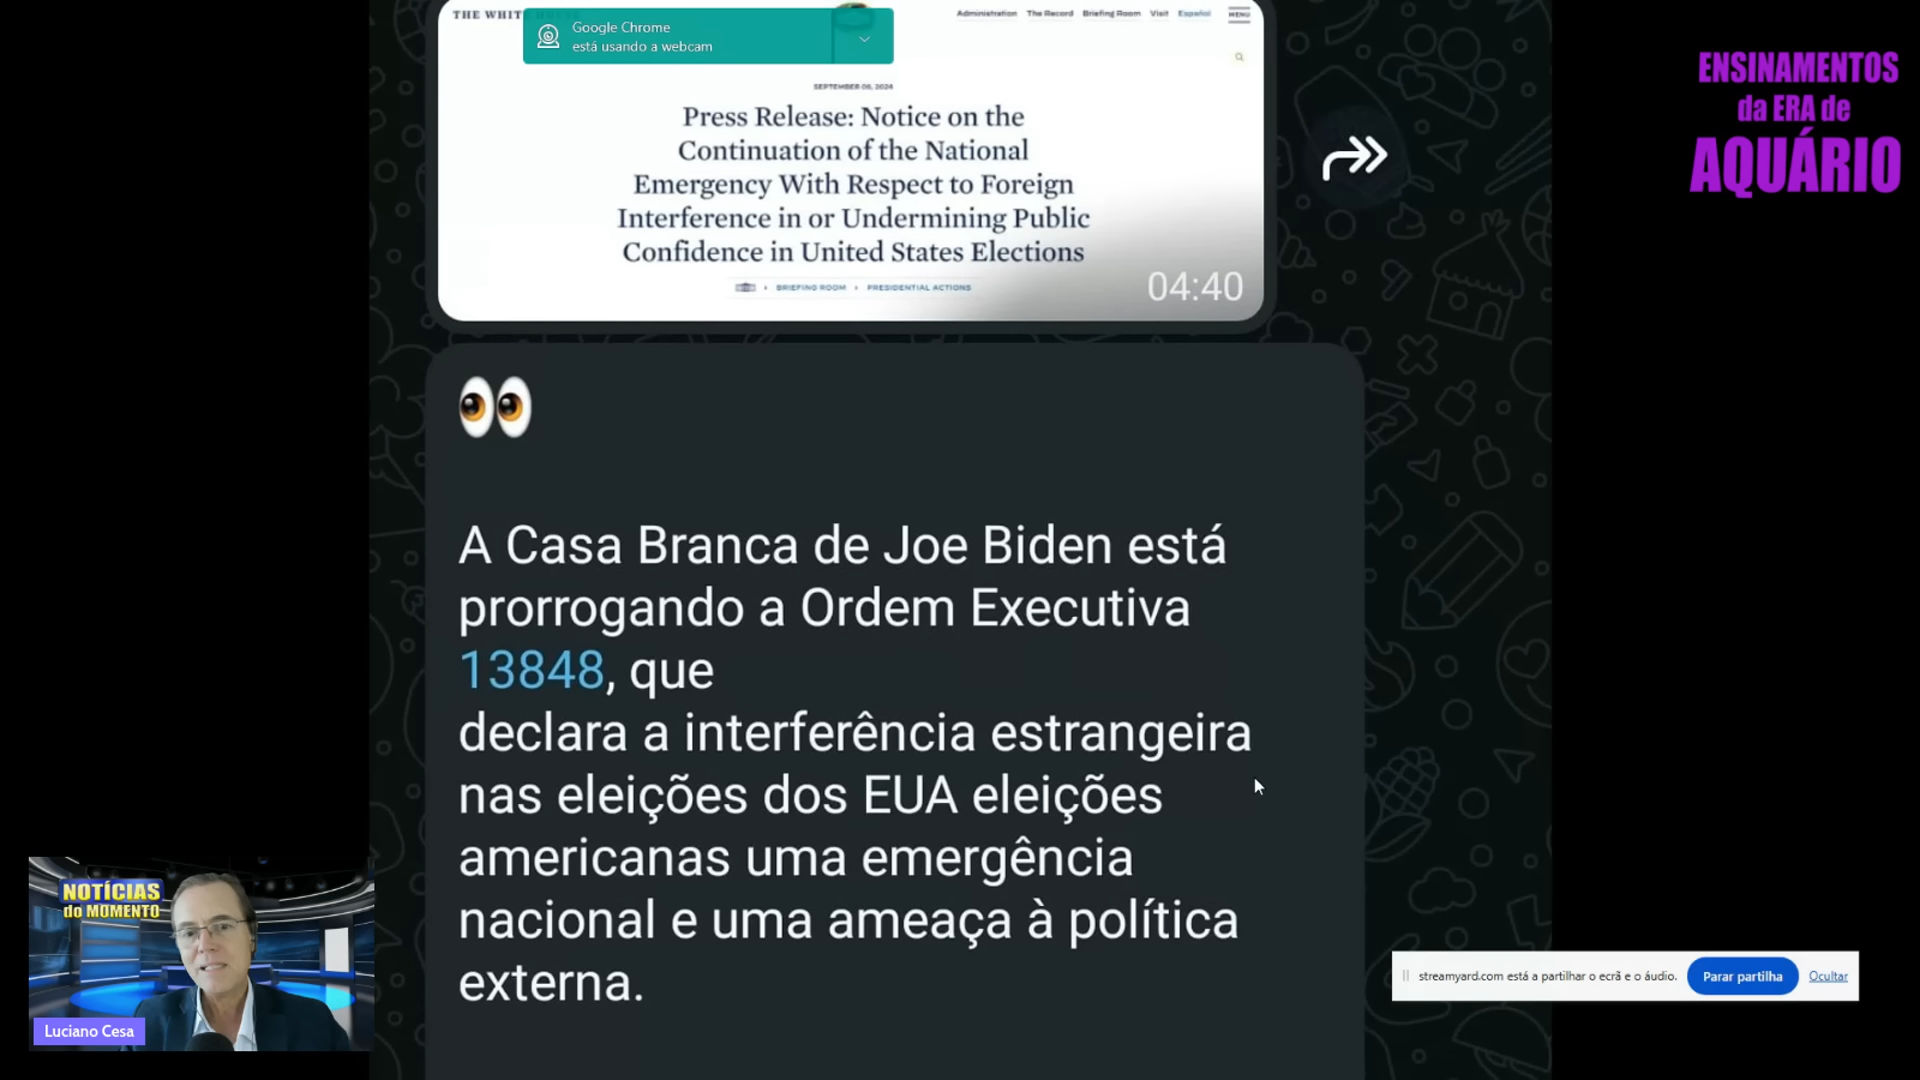 THE WHIT
Google Chrome
está usando a webcam
Administration The Record Briefing Room Visit Español MENU
SEPTEMBER 06, 2024
Press Release: Notice on the
Continuation of the National
Emergency With Respect to Foreign
Interference in or Undermining Public
Confidence in United States Elections
BRIEFING ROOM PRESIDENTIAL ACTIONS
04:40
ENSINAMENTOS
da ERA de
AQUÁRIO
A Casa Branca de Joe Biden está
prorrogando a Ordem Executiva
13848, que
declara a interferência estrangeira
nas eleições dos EUA eleições
americanas uma emergência
nacional e uma ameaça à política
externa.
NOTÍCIAS
do MOMENTO
Luciano Cesa
streamyard.com está a partilhar o ecrã e o áudio. Parar partilha Ocultar